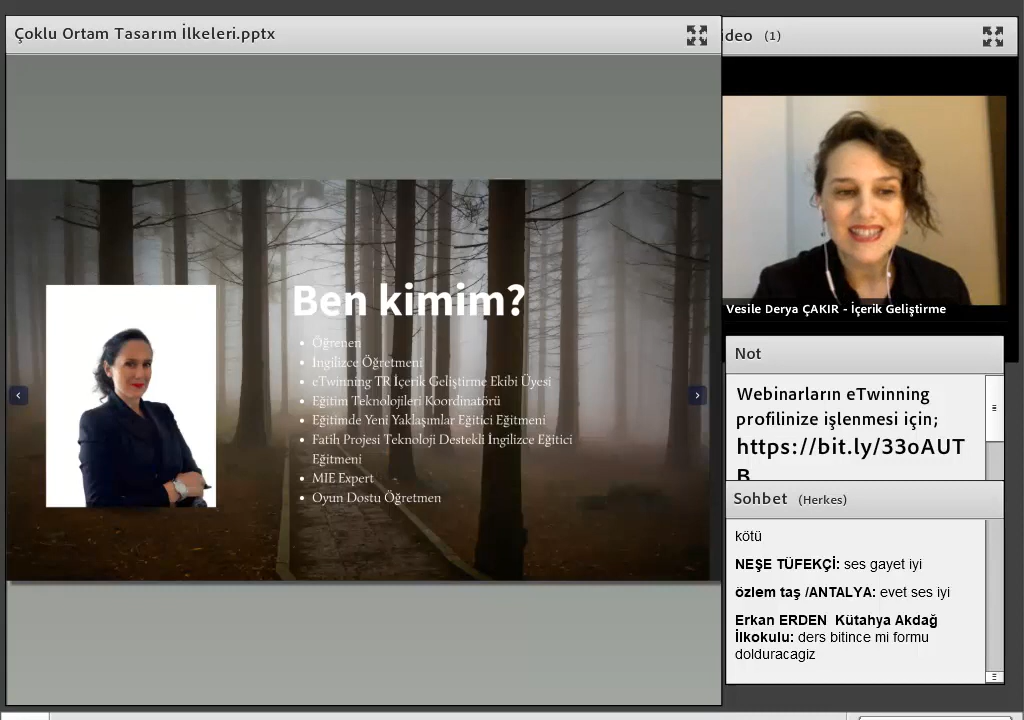 Çoklu Ortam Tasarım İlkeleri.pptx
Ben kimim?
• Öğrenen
• İngilizce Öğretmeni
• eTwinning TR İçerik Geliştirme Ekibi Üyesi
• Eğitim Teknolojileri Koordinatörü
• Eğitimde Yeni Yaklaşımlar Eğitici Eğitmeni
• Fatih Projesi Teknoloji Destekli İngilizce Eğitici
Eğitmeni
• MIE Expert
• Oyun Dostu Öğretmen
ideo (1)
Vesile Derya ÇAKIR - İçerik Geliştirme
Not
Webinarların eTwinning
profilinize işlenmesi için;
https://bit.ly/33oAUT
B
Sohbet (Herkes)
kötü
NEŞE TÜFEKÇİ: ses gayet iyi
özlem taş /ANTALYA: evet ses iyi
Erkan ERDEN Kütahya Akdağ
İlkokulu: ders bitince mi formu
dolduracagiz